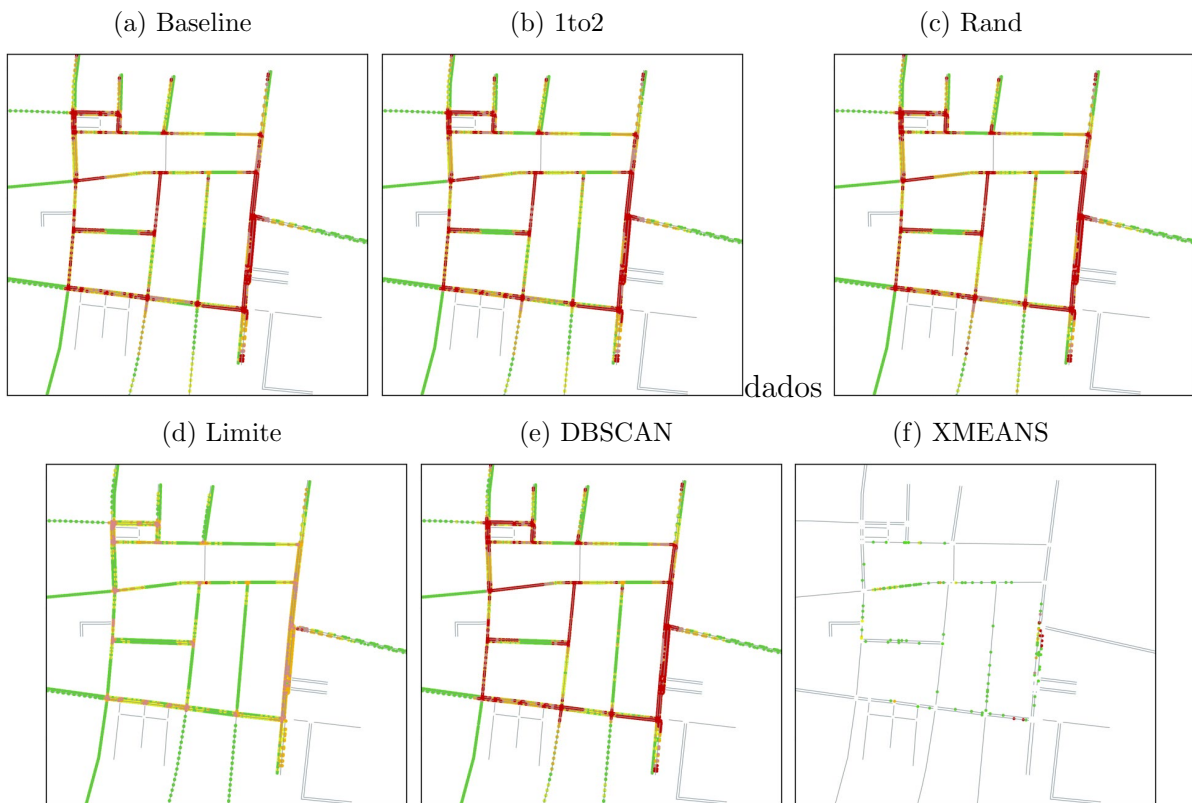 (a) Baseline
(b) 1to2
(c) Rand
dados
(d) Limite
(e) DBSCAN
(f) XMEANS